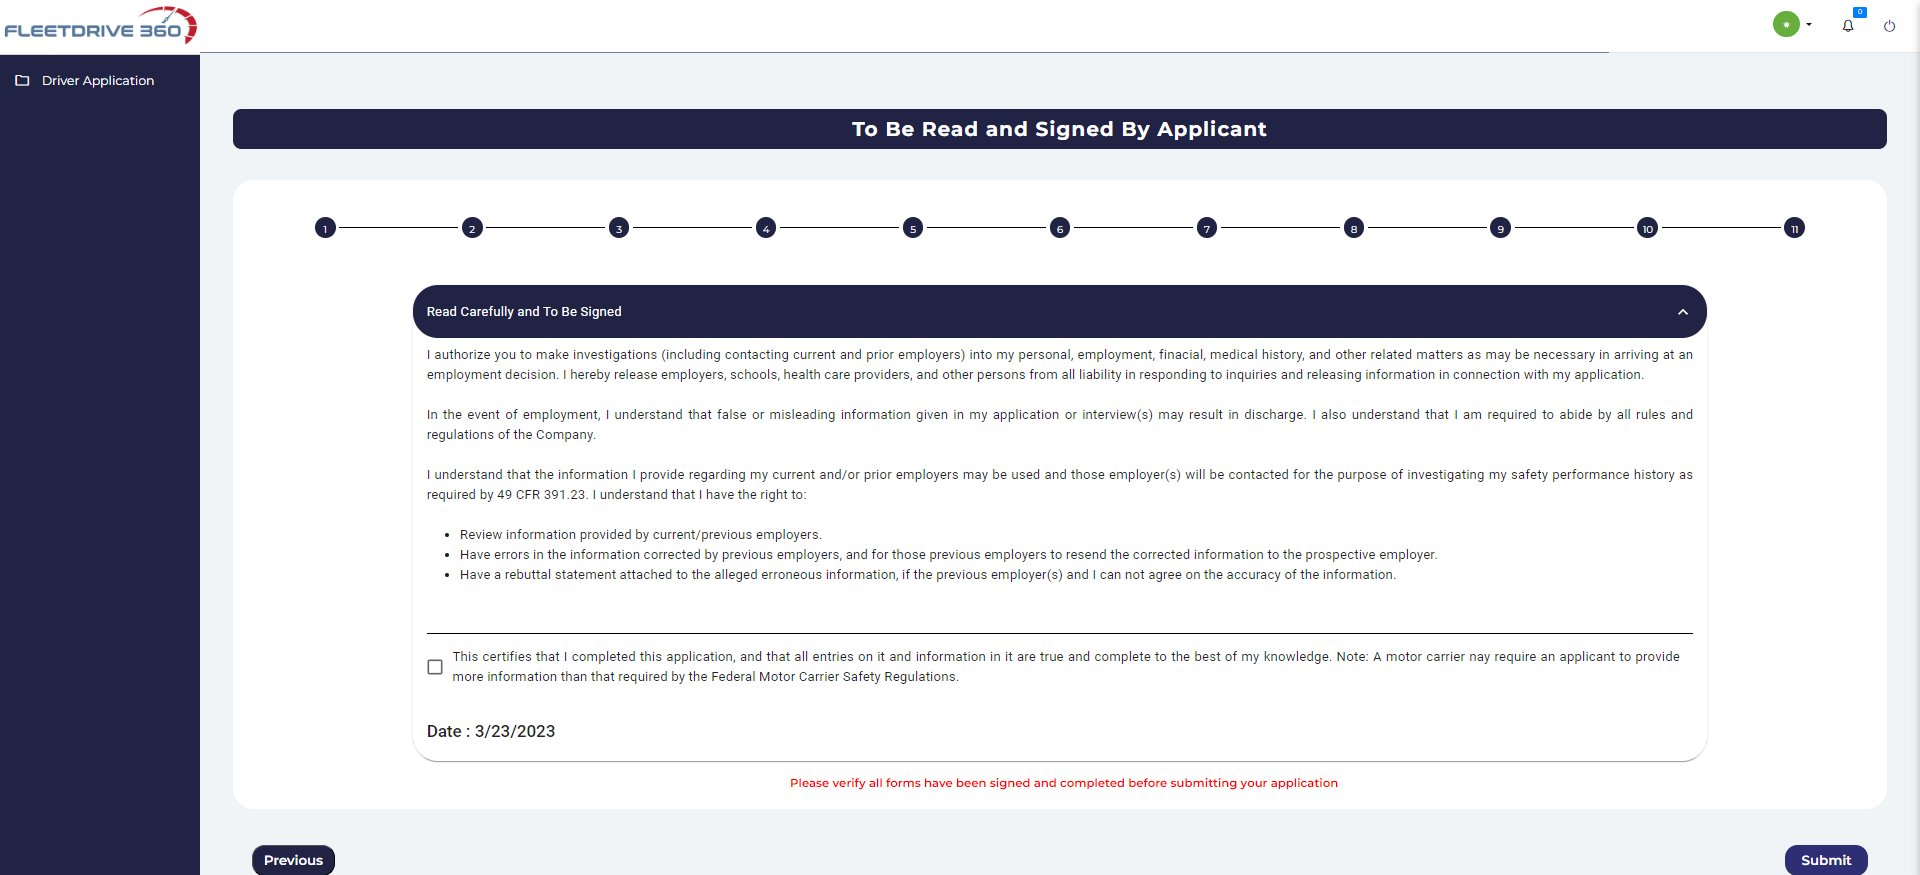 FLEETDRIVE 360
0
Driver Application
To Be Read and Signed By Applicant
1 2 3 4 5 6 7 8 9 10 11
Read Carefully and To Be Signed
I authorize you to make investigations (including contacting current and prior employers) into my personal, employment, finacial, medical history, and other related matters as may be necessary in arriving at an
employment decision. I hereby release employers, schools, health care providers, and other persons from all liability in responding to inquiries and releasing information in connection with my application.
In the event of employment, I understand that false or misleading information given in my application or interview(s) may result in discharge. I also understand that I am required to abide by all rules and
regulations of the Company.
I understand that the information I provide regarding my current and/or prior employers may be used and those employer(s) will be contacted for the purpose of investigating my safety performance history as
required by 49 CFR 391.23. I understand that I have the right to:
• Review information provided by current/previous employers.
• Have errors in the information corrected by previous employers, and for those previous employers to resend the corrected information to the prospective employer.
• Have a rebuttal statement attached to the alleged erroneous information, if the previous employer(s) and I can not agree on the accuracy of the information.
This certifies that I completed this application, and that all entries on it and information in it are true and complete to the best of my knowledge. Note: A motor carrier nay require an applicant to provide
more information than that required by the Federal Motor Carrier Safety Regulations.
Date : 3/23/2023
Please verify all forms have been signed and completed before submitting your application
Previous
Submit